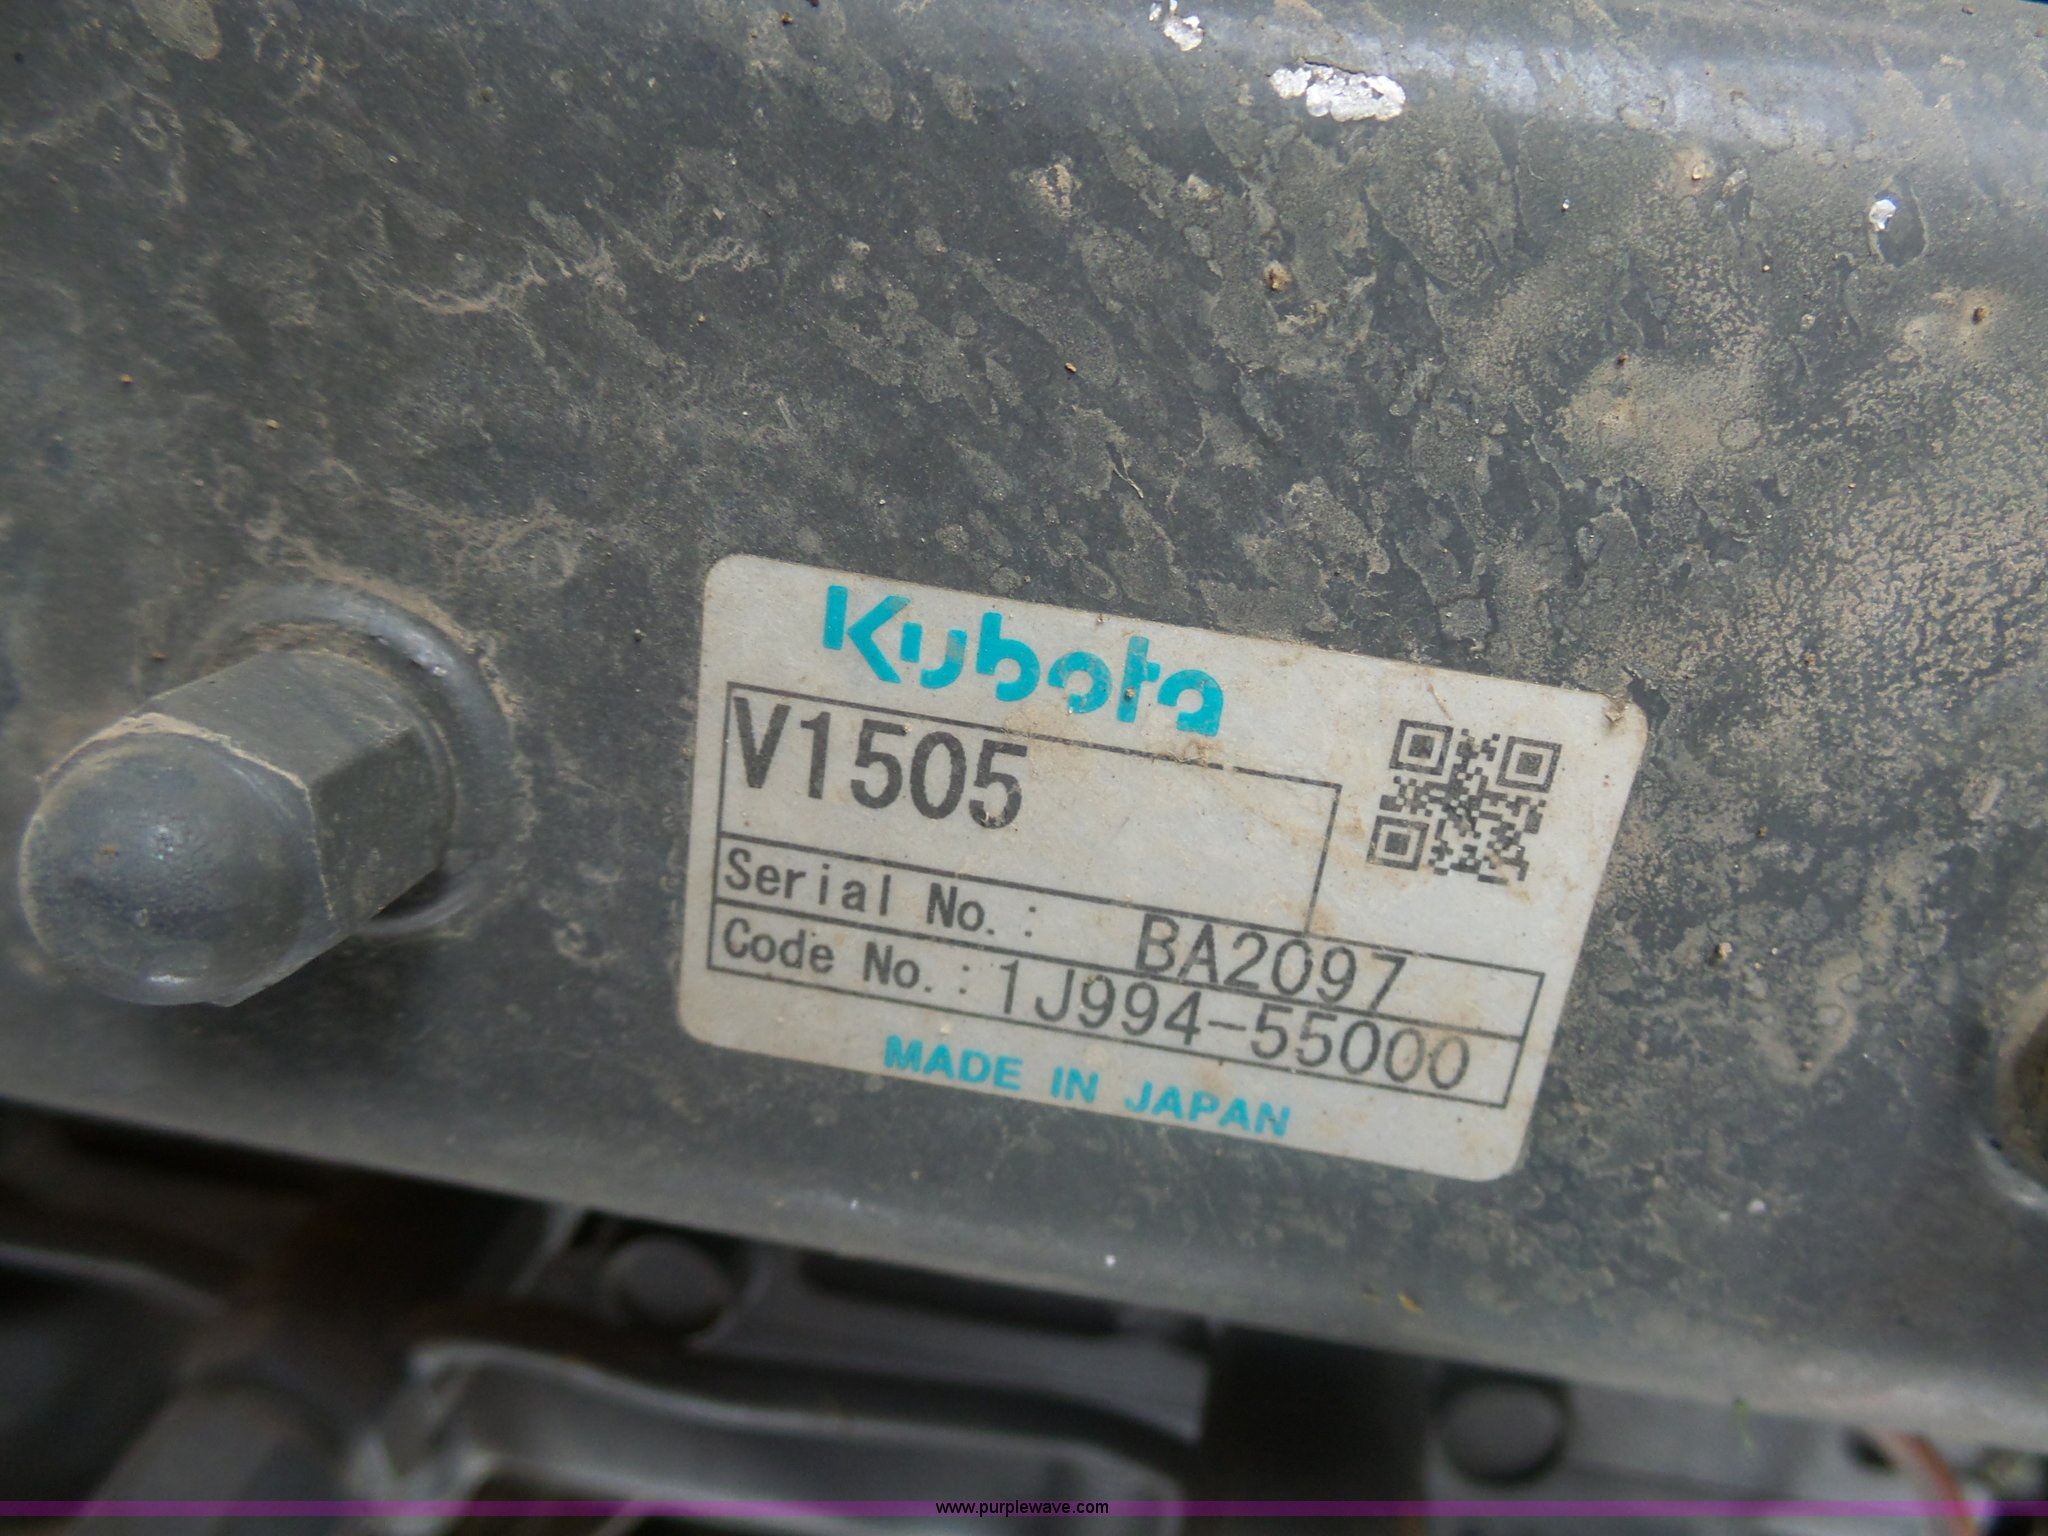 Kubota
V1505
Serial No.: BA2097
Code No.: 1J994-55000
MADE IN JAPAN
www.purplewave.com